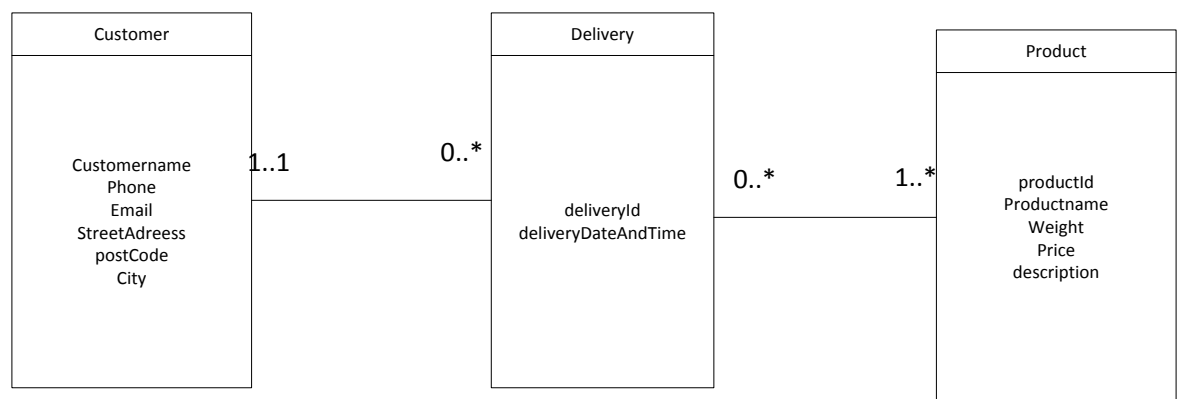 Customer
Customername
Phone
Email
StreetAdreess
postCode
City
1..1
0..*
Delivery
deliveryId
deliveryDateAndTime
0..*
1..*
Product
productId
Productname
Weight
Price
description